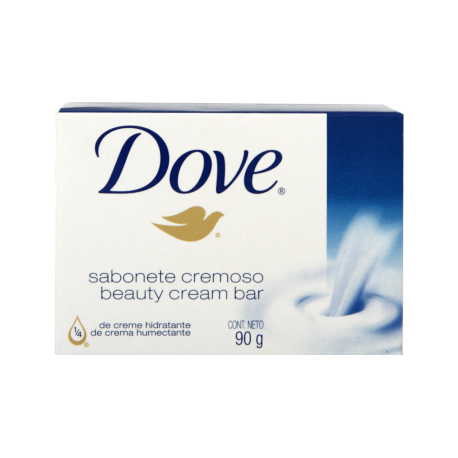 Dove®
sabonete cremoso
beauty cream bar
¼ ®
de creme hidratante
de crema humectante
CONT. NETO
90 g